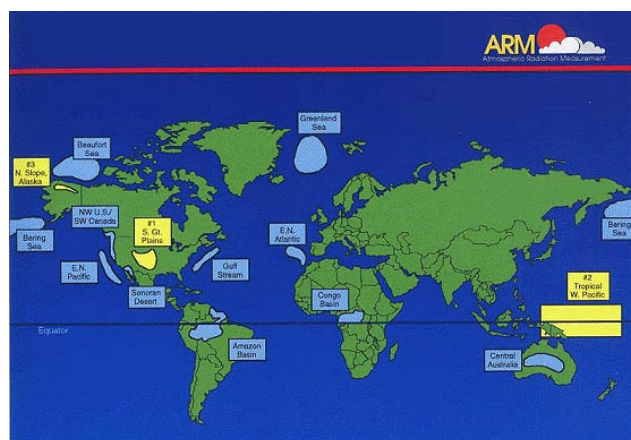 ARM
Atmospheric Radiation Measurement
Greenland
Sea
Beaufort
Sea
#3
N. Slope,
Alaska
NW U.S./
SW Canada
#1
S. Gt.
Plains
Bering
Sea
E.N.
Atlantic
Bering
Sea
E.N.
Pacific
Gulf
Stream
Sonoran
Desert
Congo
Basin
#2
Tropical
W. Pacific
Equator
Amazon
Basin
Central
Australia